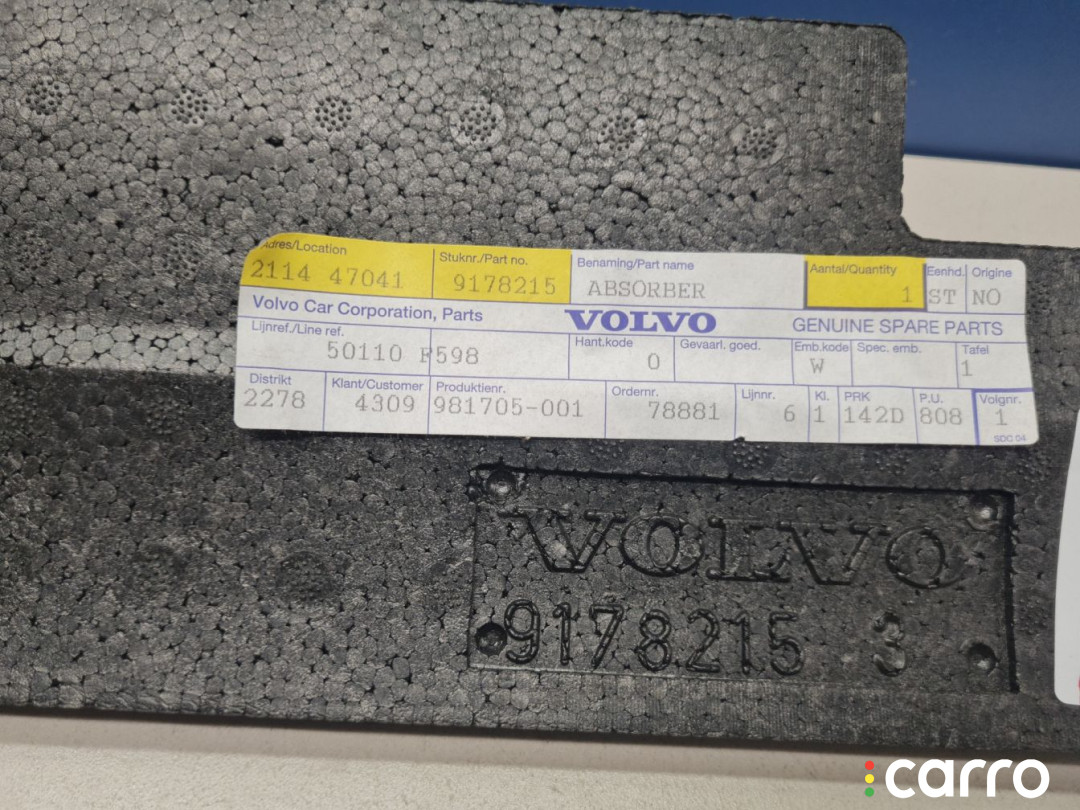 Adres/Location Stuknr./Part no. Benaming/Part name Aantal/Quantity Eenhd. Origine
2114 47041 9178215 ABSORBER 1 ST NO
Volvo Car Corporation, Parts VOLVO GENUINE SPARE PARTS
Lijnref./Line ref. Hant.kode Gevaarl. goed. Emb.kode Spec. emb. Tafel
50110 F598 0 W 1
Distrikt Klant/Customer Produktienr. Ordernr. Lijnnr. Kl. PRK P.U. Volgnr.
2278 4309 981705-001 78881 6 1 142D 808 1
SDC 04
VOLVO
9178215 3
carro